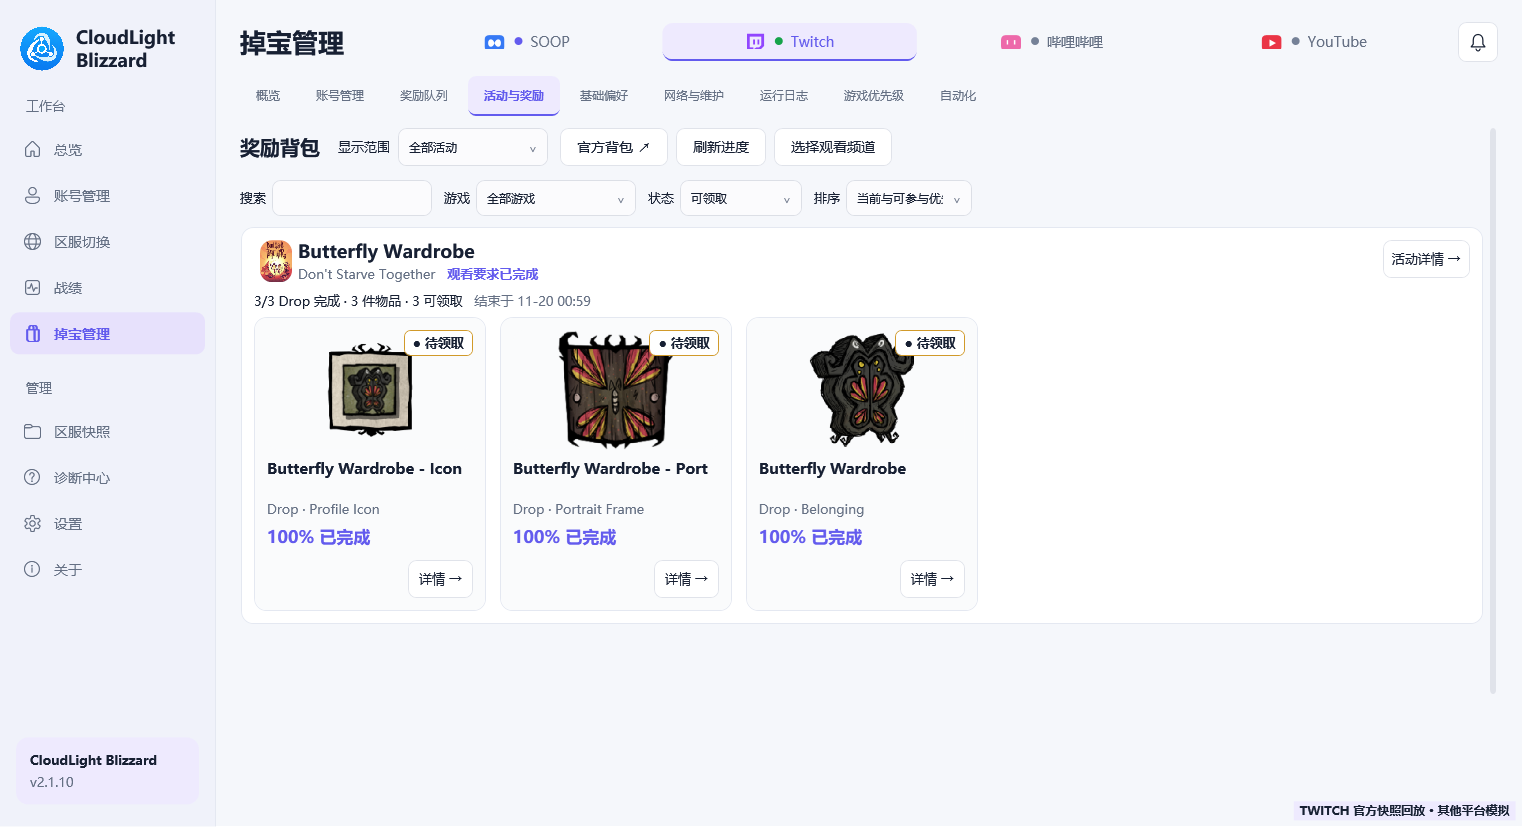 CloudLight
Blizzard
工作台
总览
账号管理
区服切换
战绩
掉宝管理
管理
区服快照
诊断中心
设置
关于
CloudLight Blizzard
v2.1.10
掉宝管理
SOOP
Twitch
哔哩哔哩
YouTube
概览
账号管理
奖励队列
活动与奖励
基础偏好
网络与维护
运行日志
游戏优先级
自动化
奖励背包
显示范围
全部活动
官方背包 ↗
刷新进度
选择观看频道
搜索
游戏
全部游戏
状态
可领取
排序
当前与可参与优
Butterfly Wardrobe
Don't Starve Together 观看要求已完成
活动详情 →
3/3 Drop 完成 · 3 件物品 · 3 可领取 结束于 11-20 00:59
• 待领取
Butterfly Wardrobe - Icon
Drop · Profile Icon
100% 已完成
详情 →
• 待领取
Butterfly Wardrobe - Port
Drop · Portrait Frame
100% 已完成
详情 →
• 待领取
Butterfly Wardrobe
Drop · Belonging
100% 已完成
详情 →
TWITCH 官方快照回放 • 其他平台模拟